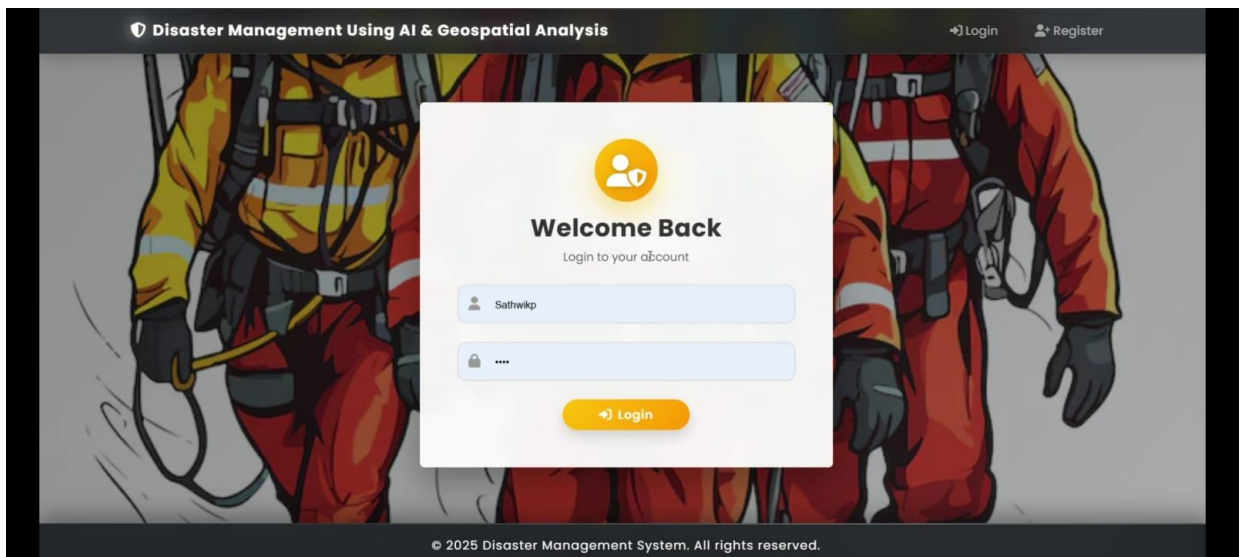 Disaster Management Using AI & Geospatial Analysis
Login
Register
Welcome Back
Login to your account
Sathwikp
••••
Login
© 2025 Disaster Management System. All rights reserved.